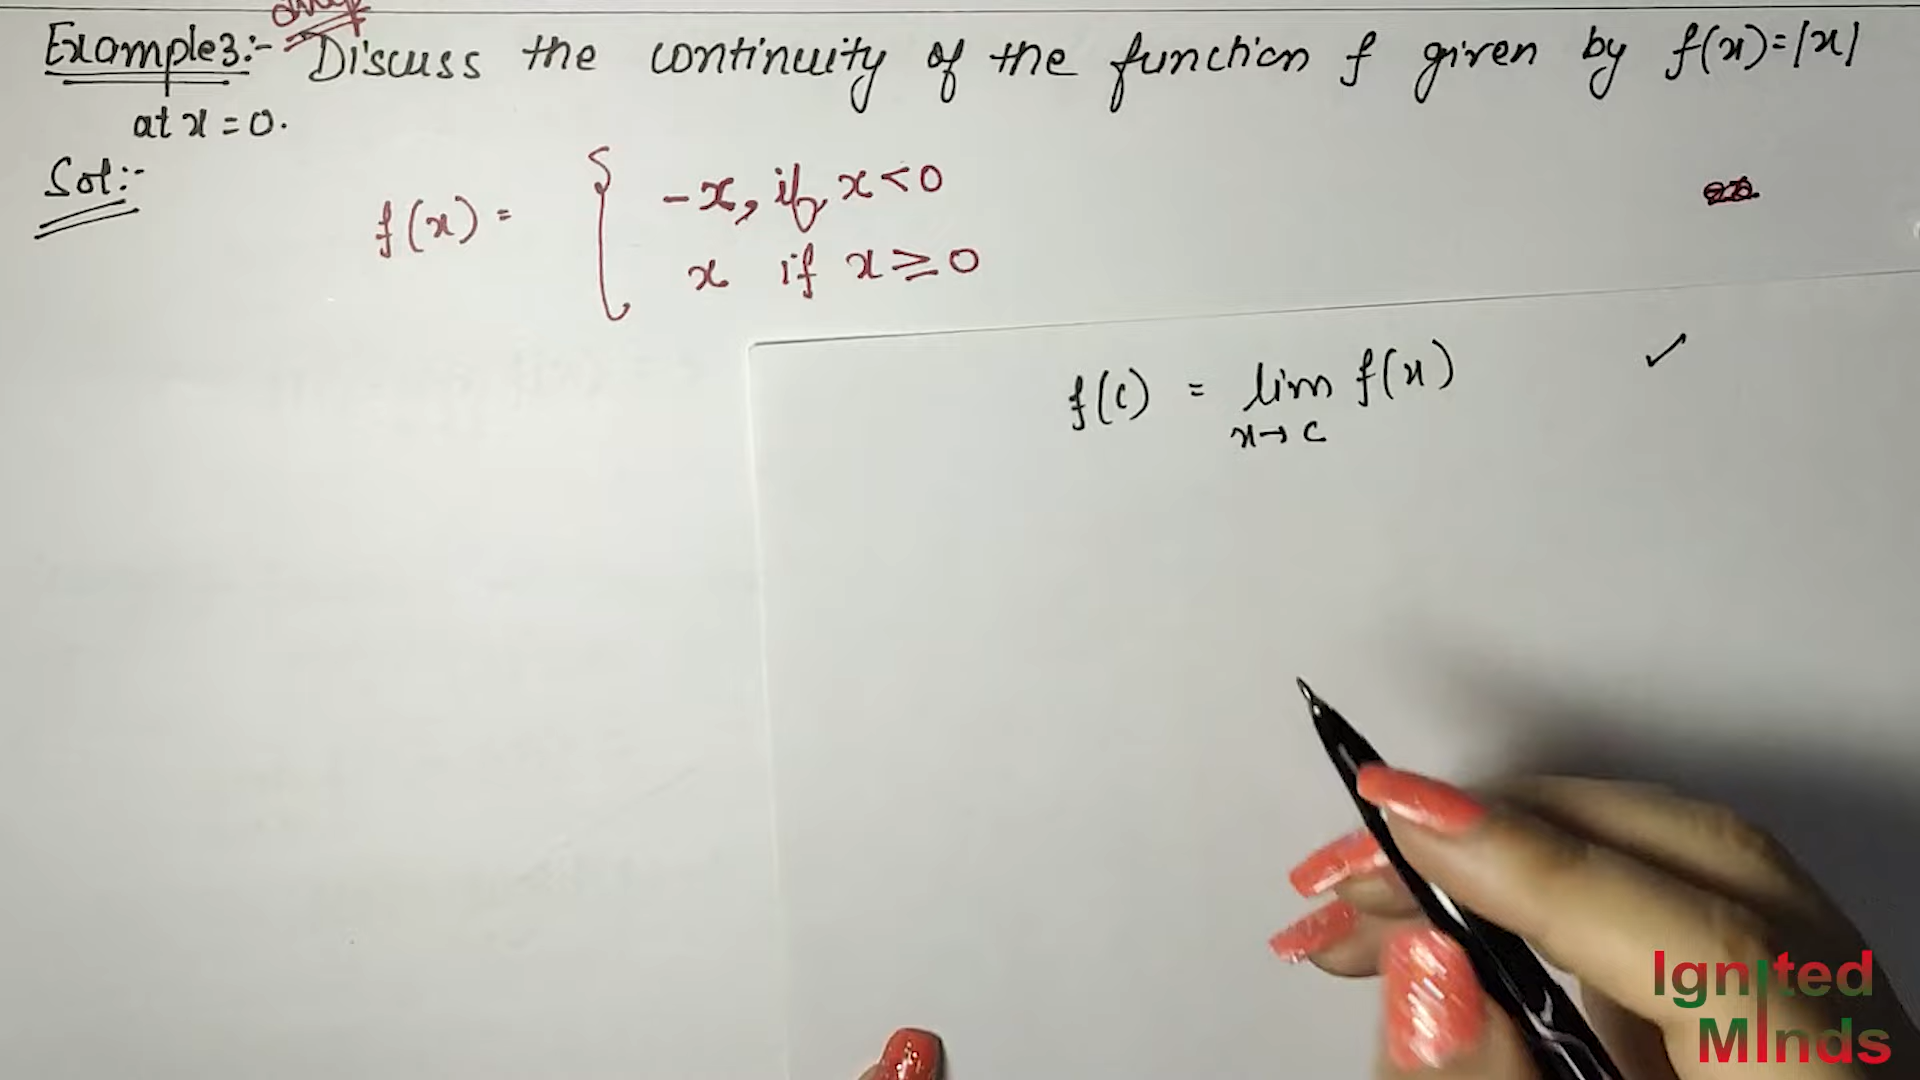 Example3:- Discuss the continuity of the function f given by f(x)=|x|
at x=0.
Sol:-
f(x)= { -x, if x<0
x if x≥0
f(c) = lim f(x) ✓
x→c
Ignited
Minds